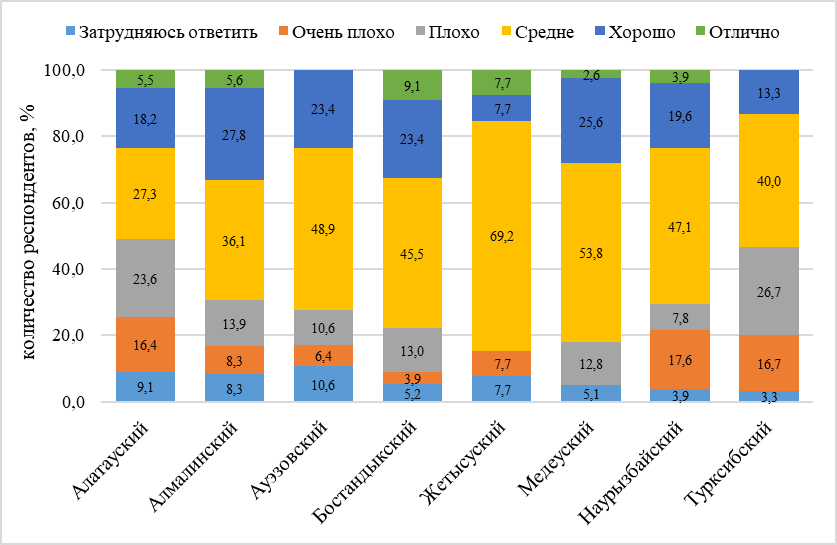 Затрудняюсь ответить Очень плохо Плохо Средне Хорошо Отлично
количество респондентов, %
100,0
80,0
60,0
40,0
20,0
0,0
5,5 5,6 9,1 7,7 2,6 3,9
18,2 27,8 23,4 23,4 7,7 25,6 19,6 13,3
27,3 36,1 48,9 45,5 69,2 53,8 47,1 40,0
23,6 13,9 10,6 13,0 12,8 7,8 26,7
16,4 8,3 6,4 3,9 7,7 17,6 16,7
9,1 8,3 10,6 5,2 7,7 5,1 3,9 3,3
Алатауский Алмалинский Ауэзовский Бостандыкский Жетысуский Медеуский Наурызбайский Турксибский